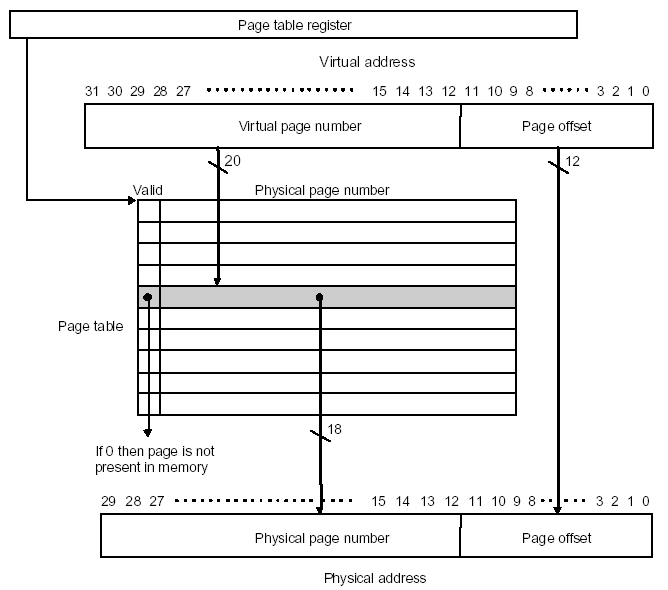 Page table register
Virtual address
31 30 29 28 27 15 14 13 12 11 10 9 8 3 2 1 0
Virtual page number Page offset
20 12
Valid Physical page number
Page table
18
If 0 then page is not
present in memory
29 28 27 15 14 13 12 11 10 9 8 3 2 1 0
Physical page number Page offset
Physical address